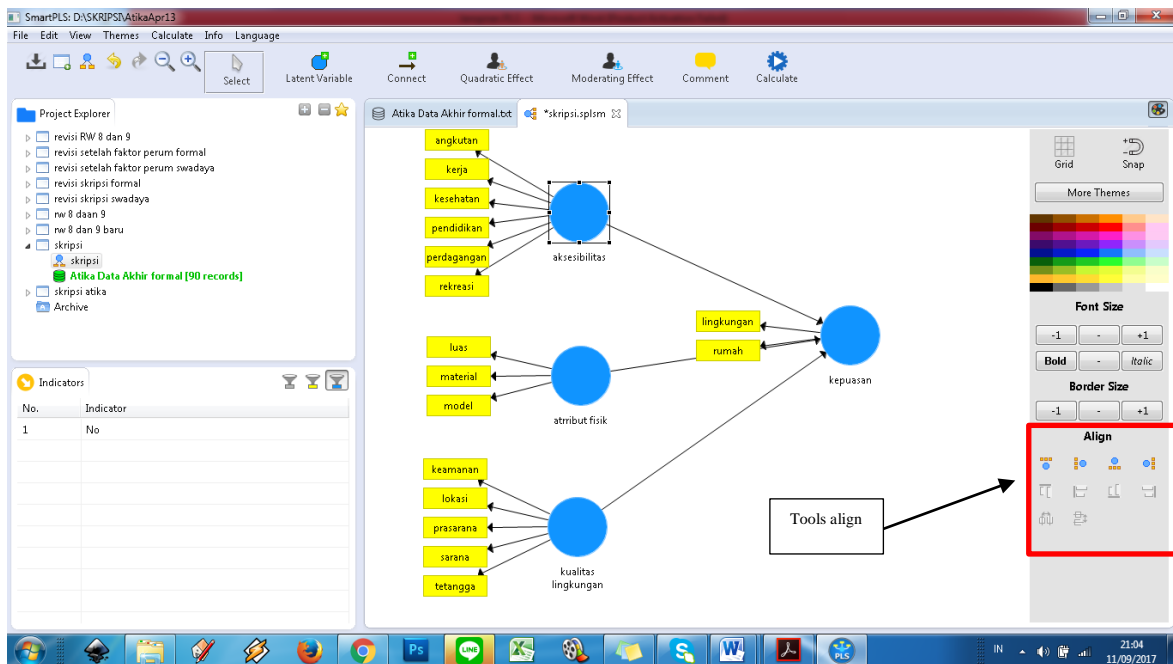 SmartPLS: D:\SKRIPSI\AtikaApr13
File Edit View Themes Calculate Info Language
Select
Latent Variable
Connect
Quadratic Effect
Moderating Effect
Comment
Calculate
Project Explorer
revisi RW 8 dan 9
revisi setelah faktor perum formal
revisi setelah faktor perum swadaya
revisi skripsi formal
revisi skripsi swadaya
rw 8 daan 9
rw 8 dan 9 baru
skripsi
skripsi
Atika Data Akhir formal [90 records]
skripsi atika
Archive
Indicators
No. Indicator
1 No
Atika Data Akhir formal.txt
*skripsi.splsm
angkutan
kerja
kesehatan
pendidikan
perdagangan
rekreasi
aksesibilitas
luas
material
model
atrribut fisik
keamanan
lokasi
prasarana
sarana
tetangga
kualitas
lingkungan
lingkungan
rumah
kepuasan
Tools align
Grid
Snap
More Themes
Font Size
-1 - +1
Bold - Italic
Border Size
-1 - +1
Align
Ps
LINE
PLS
IN
21:04
11/09/2017